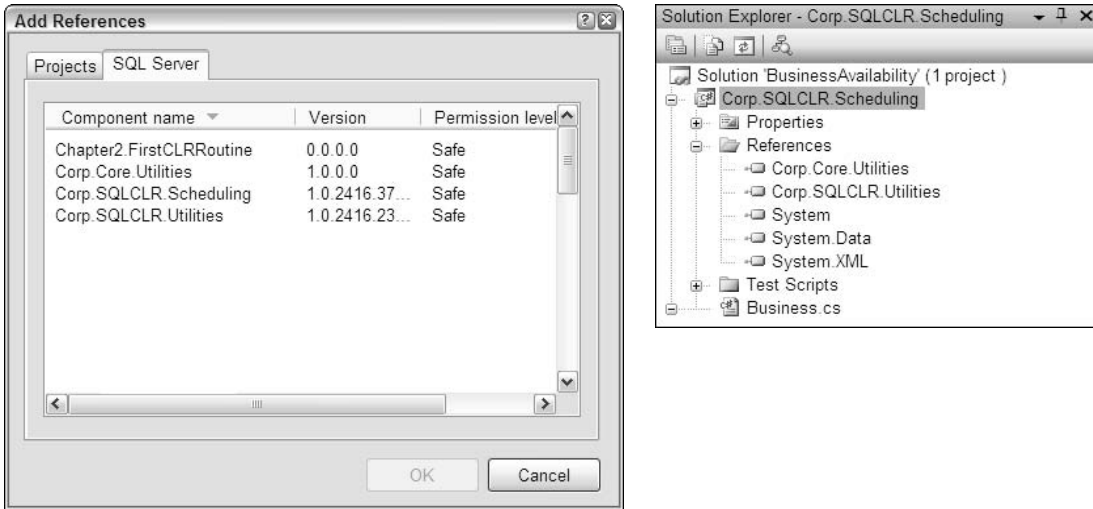 Add References
Projects SQL Server
Component name Version Permission level
Chapter2.FirstCLRRoutine 0.0.0.0 Safe
Corp.Core.Utilities 1.0.0.0 Safe
Corp.SQLCLR.Scheduling 1.0.2416.37... Safe
Corp.SQLCLR.Utilities 1.0.2416.23... Safe
OK Cancel
Solution Explorer - Corp.SQLCLR.Scheduling
Solution 'BusinessAvailability' (1 project )
Corp.SQLCLR.Scheduling
Properties
References
Corp.Core.Utilities
Corp.SQLCLR.Utilities
System
System.Data
System.XML
Test Scripts
Business.cs